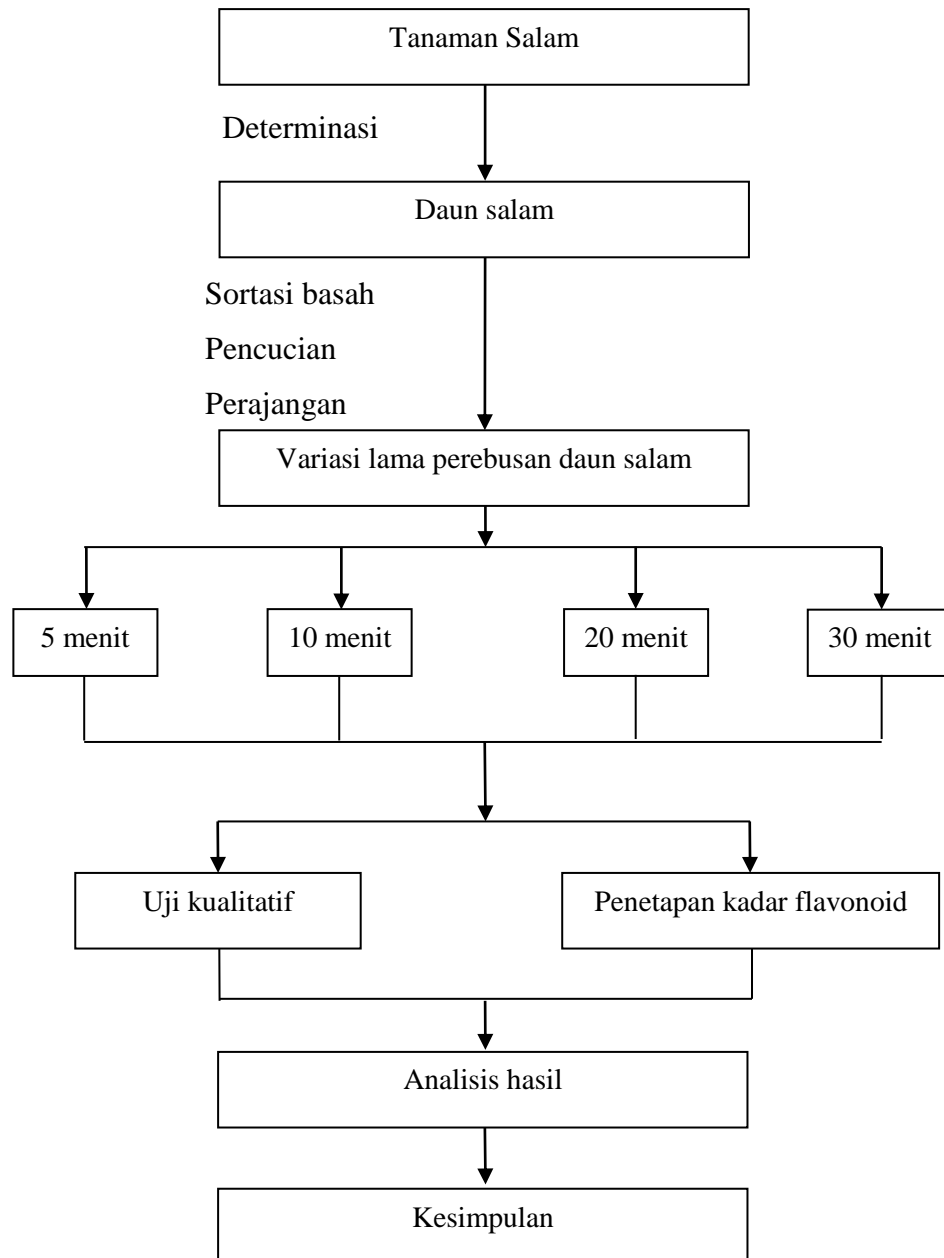 Tanaman Salam
Determinasi
Daun salam
Sortasi basah
Pencucian
Perajangan
Variasi lama perebusan daun salam
5 menit
10 menit
20 menit
30 menit
Uji kualitatif
Penetapan kadar flavonoid
Analisis hasil
Kesimpulan